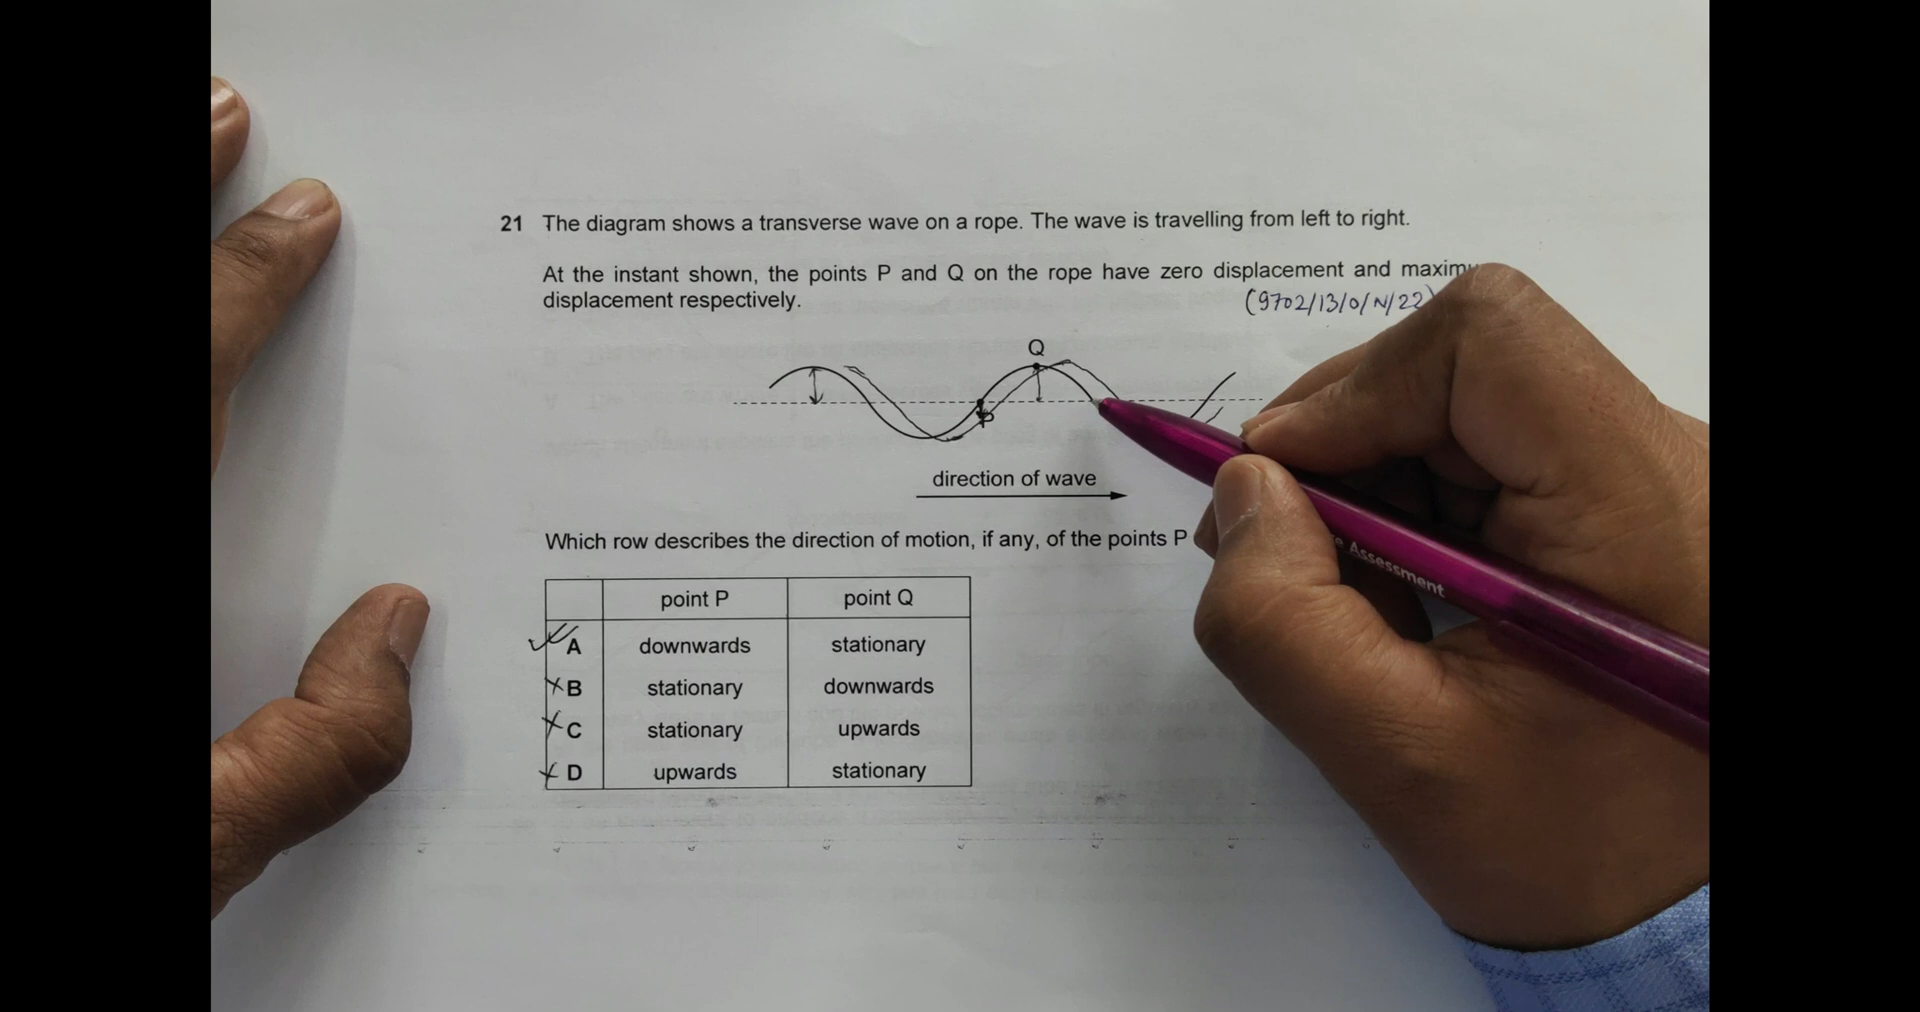 21 The diagram shows a transverse wave on a rope. The wave is travelling from left to right.
At the instant shown, the points P and Q on the rope have zero displacement and
displacement respectively.
(9702/13/O/N/22)
Q
P
direction of wave
Which row describes the direction of motion, if any, of the points P
point P point Q
A downwards stationary
B stationary downwards
C stationary upwards
D upwards stationary
Assessment